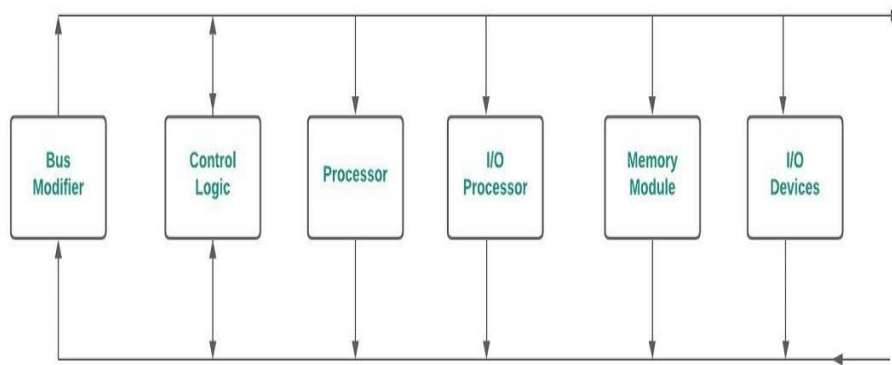 Bus
Modifier
Control
Logic
Processor
I/O
Processor
Memory
Module
I/O
Devices